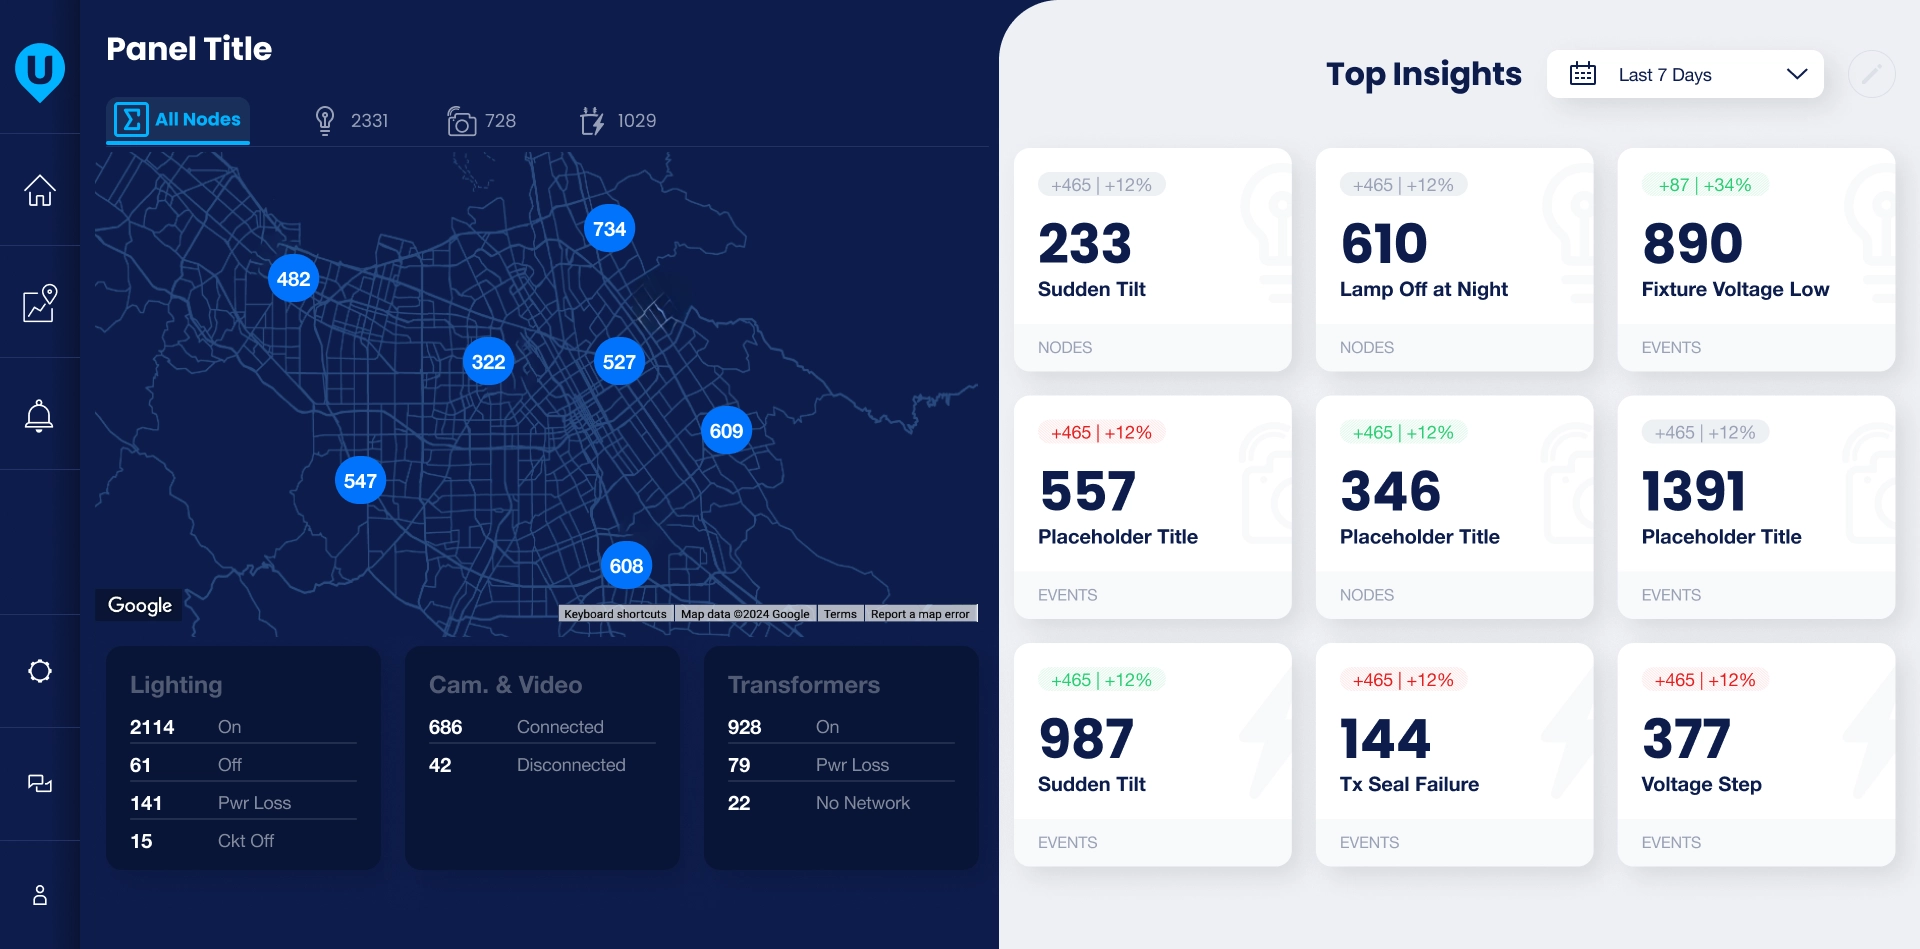 U
Panel Title
All Nodes
2331
728
1029
734
482
322
527
609
547
608
Google
Keyboard shortcuts
Map data ©2024 Google
Terms
Report a map error
Lighting
2114 On
61 Off
141 Pwr Loss
15 Ckt Off
Cam. & Video
686 Connected
42 Disconnected
Transformers
928 On
79 Pwr Loss
22 No Network
Top Insights
Last 7 Days
+465 | +12%
233
Sudden Tilt
NODES
+465 | +12%
610
Lamp Off at Night
NODES
+87 | +34%
890
Fixture Voltage Low
EVENTS
+465 | +12%
557
Placeholder Title
EVENTS
+465 | +12%
346
Placeholder Title
NODES
+465 | +12%
1391
Placeholder Title
EVENTS
+465 | +12%
987
Sudden Tilt
EVENTS
+465 | +12%
144
Tx Seal Failure
EVENTS
+465 | +12%
377
Voltage Step
EVENTS